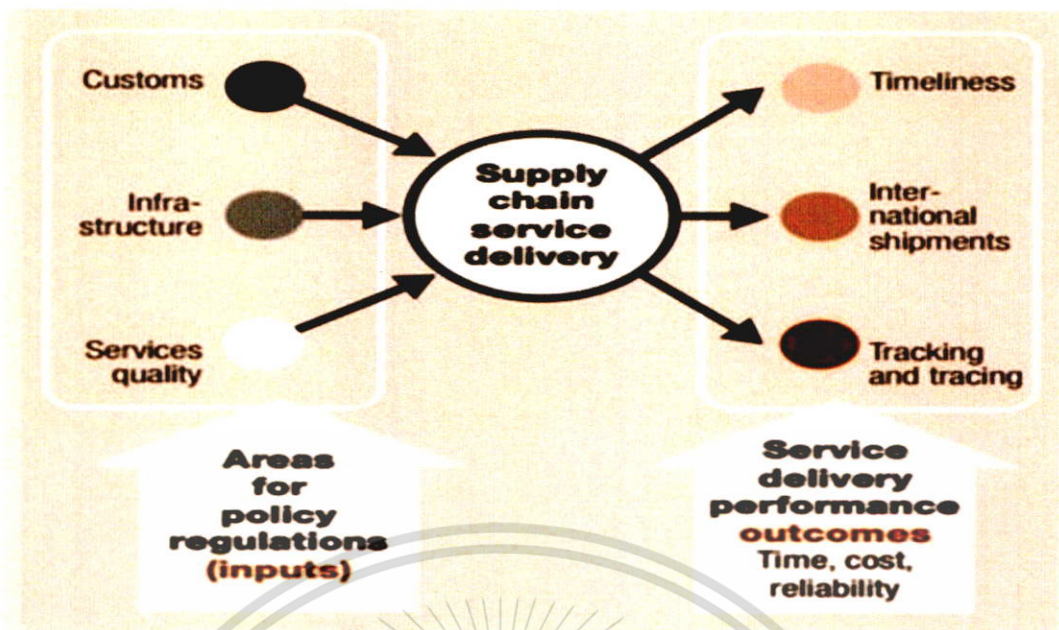 Customs
Infra-
structure
Services
quality
Supply
chain
service
delivery
Timeliness
Inter-
national
shipments
Tracking
and tracing
Areas
for
policy
regulations
(inputs)
Service
delivery
performance
outcomes
Time, cost,
reliability